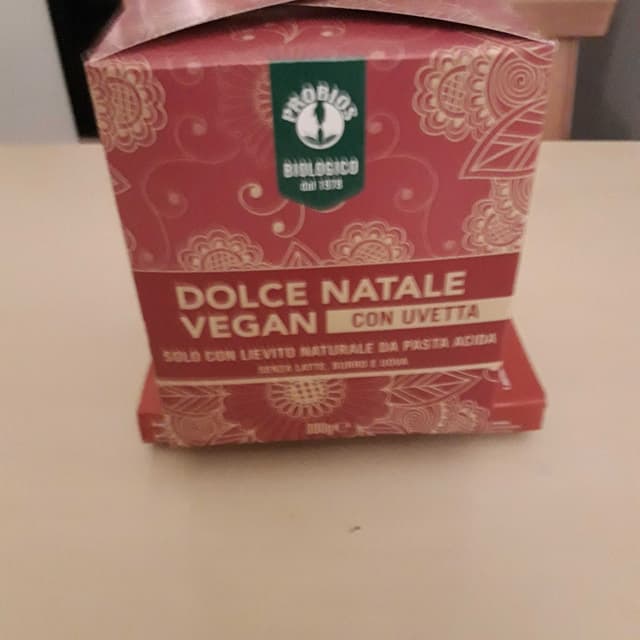 PROBIOS
BIOLOGICO
dal 1978
DOLCE NATALE
VEGAN CON UVETTA
SOLO CON LIEVITO NATURALE DA PASTA ACIDA
SENZA LATTE, BURRO E UOVA